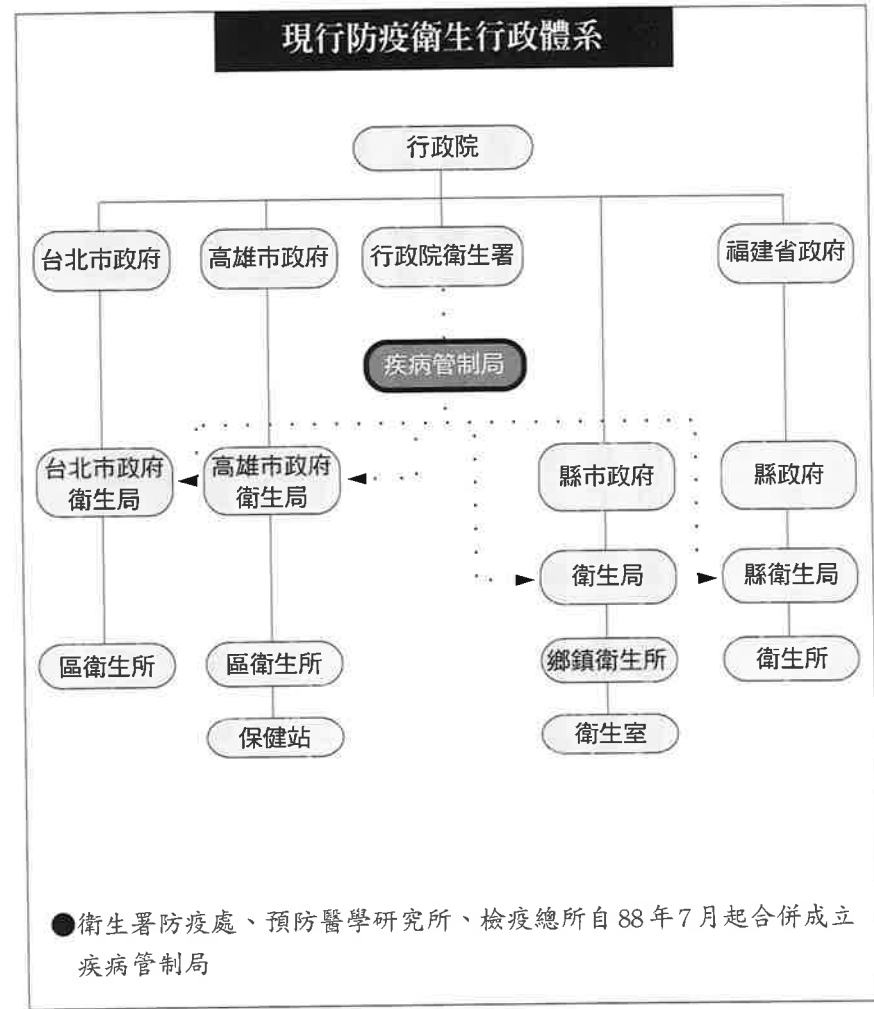 現行防疫衛生行政體系
行政院
台北市政府
高雄市政府
行政院衛生署
福建省政府
疾病管制局
台北市政府
衛生局
高雄市政府
衛生局
縣市政府
縣政府
衛生局
縣衛生局
區衛生所
區衛生所
鄉鎮衛生所
衛生所
保健站
衛生室
●衛生署防疫處、預防醫學研究所、檢疫總所自88年7月起合併成立
疾病管制局